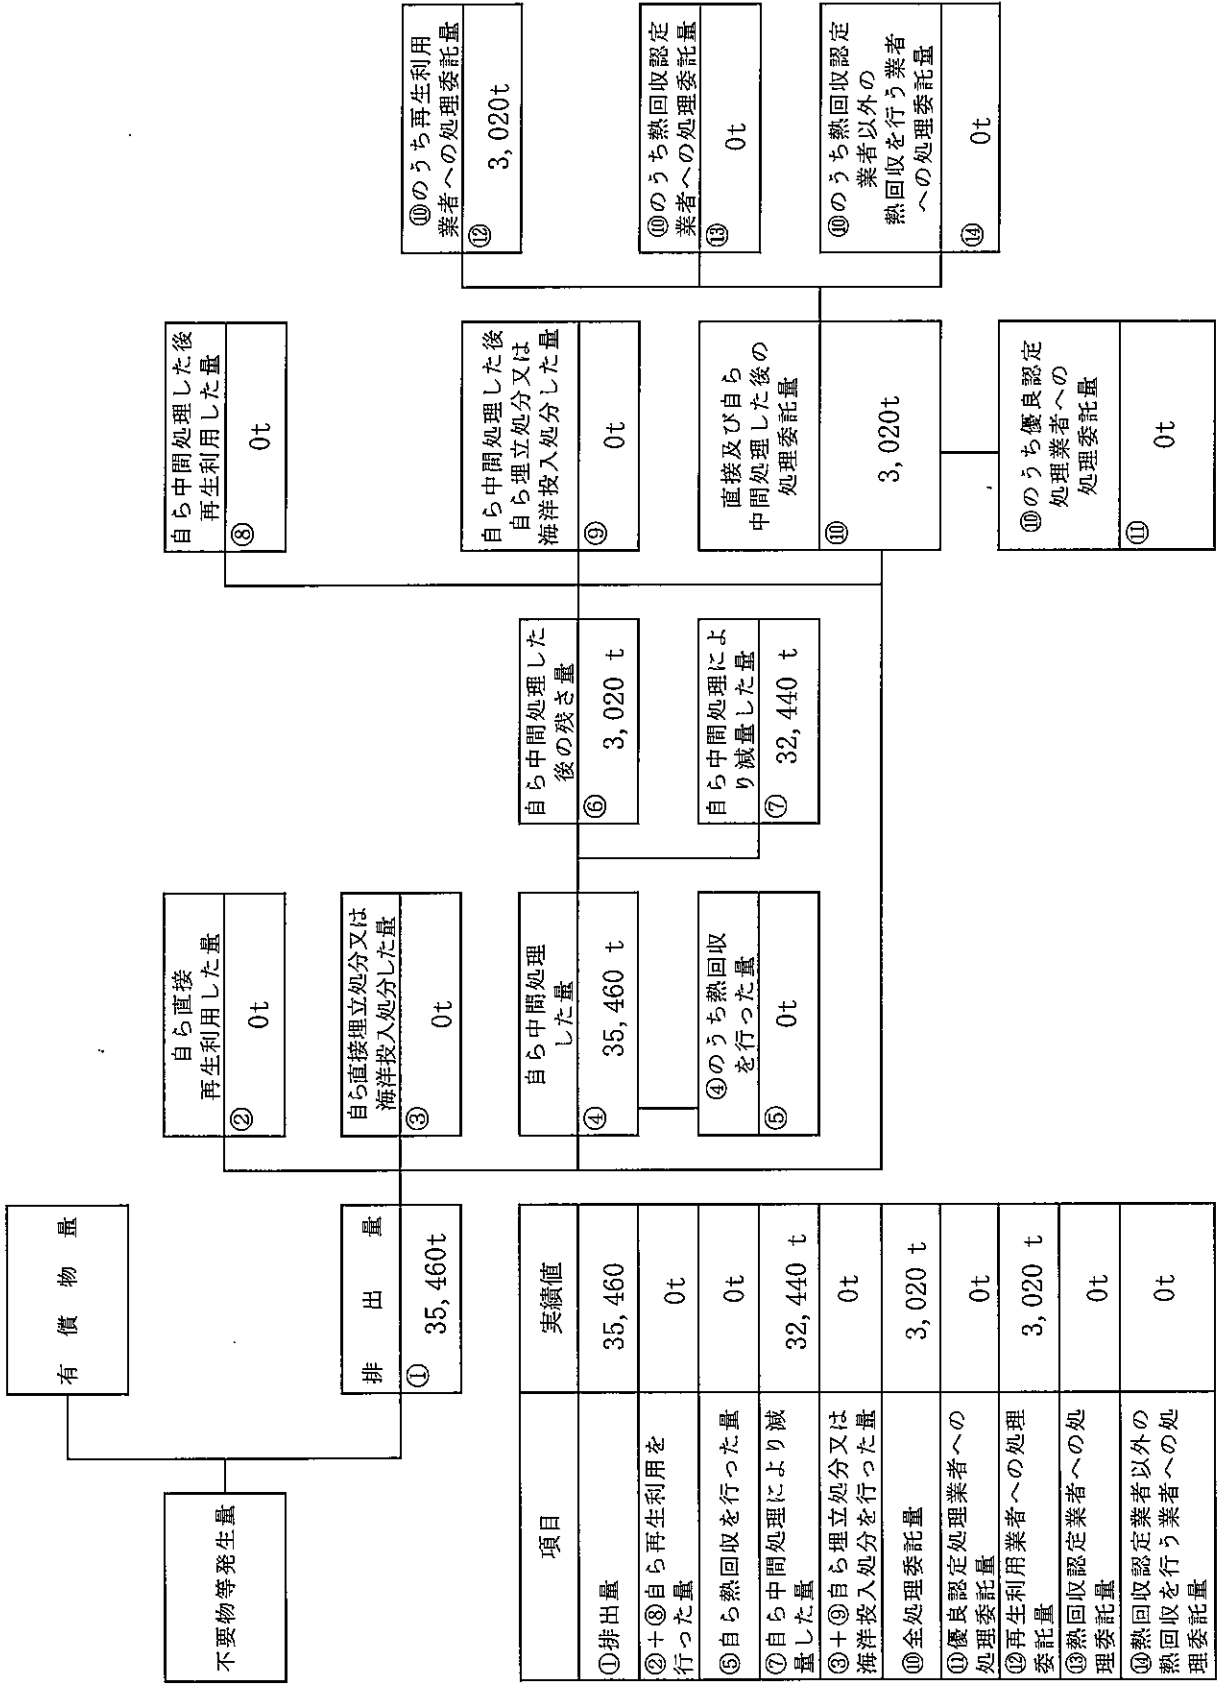 不要物等発生量
有償物量
排出量
①
35,460t
自ら直接
再生利用した量
②
0t
自ら直接埋立処分又は
海洋投入処分した量
③
0t
自ら中間処理
した量
④
35,460 t
④のうち熱回収
を行った量
⑤
0t
自ら中間処理した
後の残さ量
⑥
3,020 t
自ら中間処理によ
り減量した量
⑦
32,440 t
自ら中間処理した後
再生利用した量
⑧
0t
自ら中間処理した後
自ら埋立処分又は
海洋投入処分した量
⑨
0t
直接及び自ら
中間処理した後の
処理委託量
⑩
3,020t
⑩のうち優良認定
処理業者への
処理委託量
⑪
0t
⑩のうち再生利用
業者への処理委託量
⑫
3,020t
⑩のうち熱回収認定
業者への処理委託量
⑬
0t
⑩のうち熱回収認定
業者以外の
熱回収を行う業者
への処理委託量
⑭
0t
項目 実績値
①排出量 35,460
②+⑧自ら再生利用を
行った量 0t
⑤自ら熱回収を行った量 0t
⑦自ら中間処理により減
量した量 32,440 t
③+⑨自ら埋立処分又は
海洋投入処分を行った量 0t
⑩全処理委託量 3,020 t
⑪優良認定処理業者への
処理委託量 0t
⑫再生利用業者への処理
委託量 3,020 t
⑬熱回収認定業者への処
理委託量 0t
⑭熱回収認定業者以外の
熱回収を行う業者への処
理委託量 0t